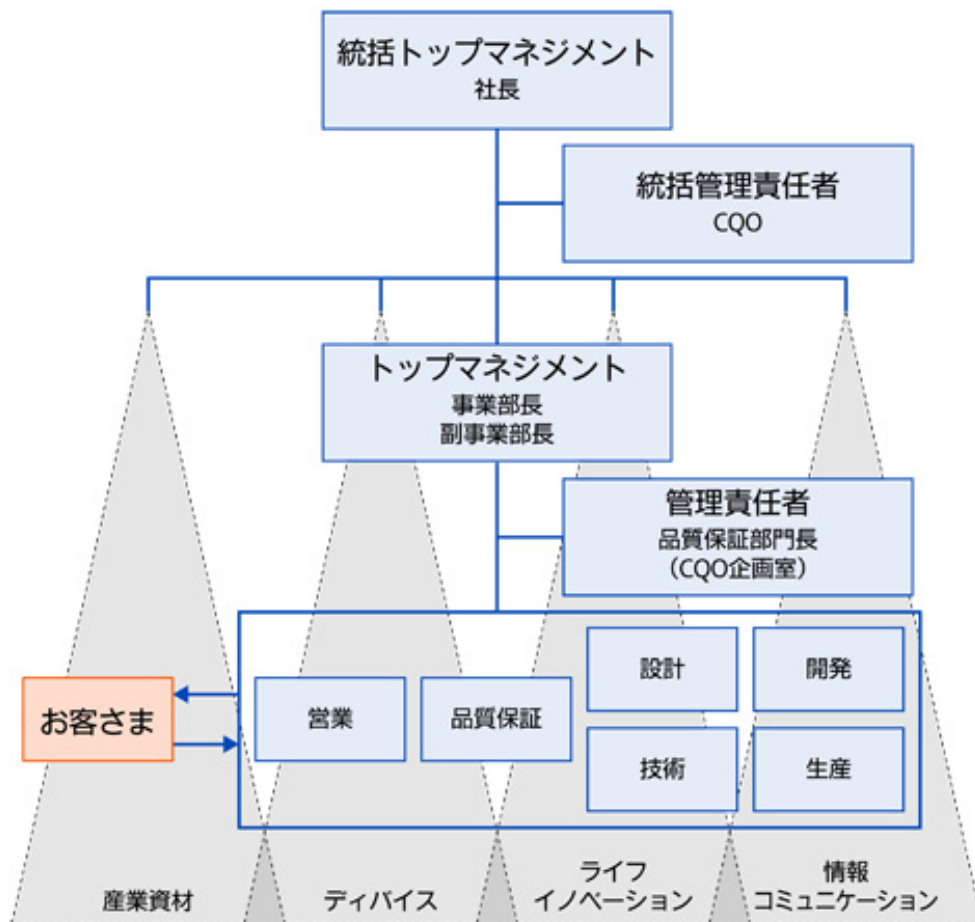 統括トップマネジメント
社長
統括管理責任者
CQO
トップマネジメント
事業部長
副事業部長
管理責任者
品質保証部門長
（CQO企画室）
お客さま
営業
品質保証
設計
開発
技術
生産
産業資材
ディバイス
ライフ
イノベーション
情報
コミュニケーション